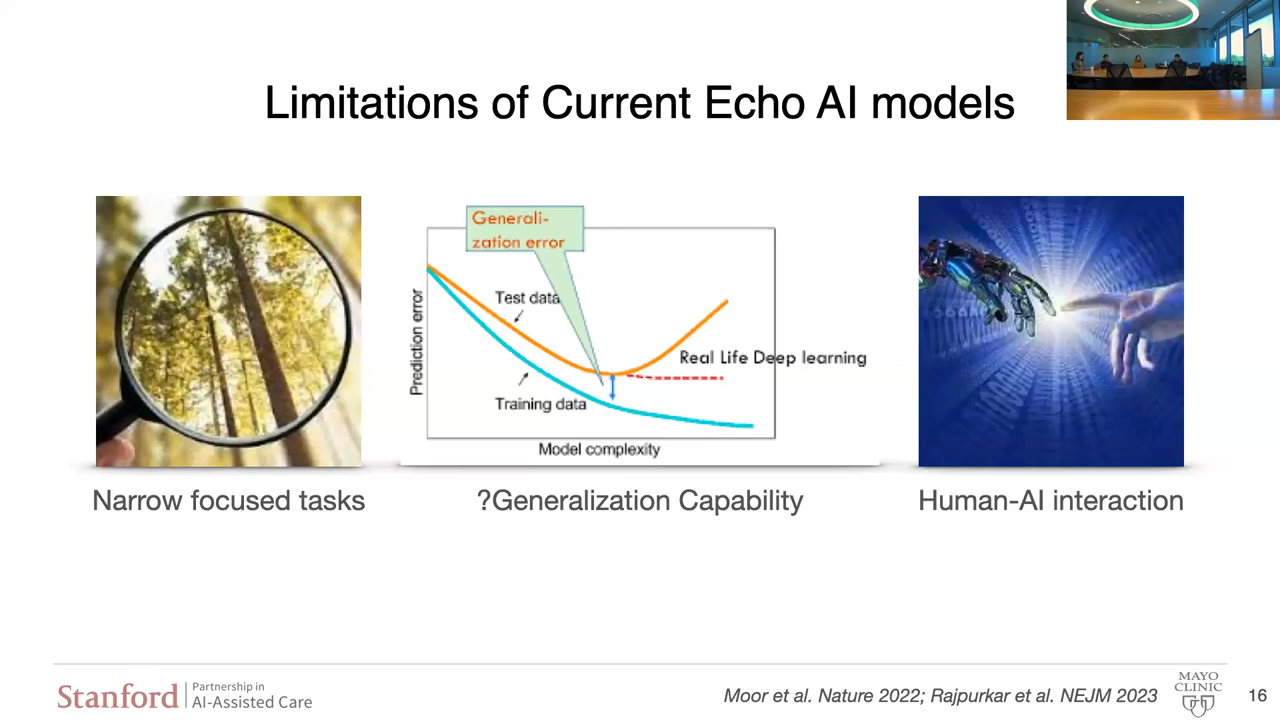 Limitations of Current Echo AI models
Generali-
zation error
Test data
Real Life Deep learning
Training data
Prediction error
Model complexity
Narrow focused tasks
?Generalization Capability
Human-AI interaction
Stanford
Partnership in
AI-Assisted Care
Moor et al. Nature 2022; Rajpurkar et al. NEJM 2023
MAYO
CLINIC
16